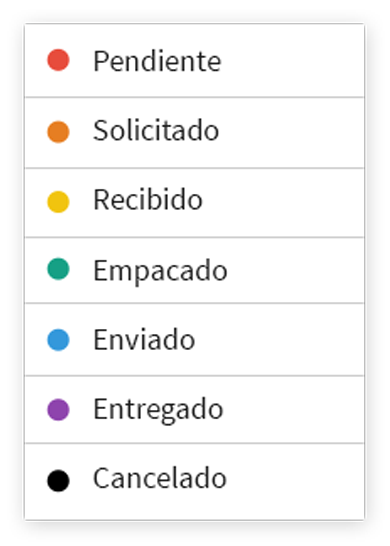 Pendiente
Solicitado
Recibido
Empacado
Enviado
Entregado
Cancelado